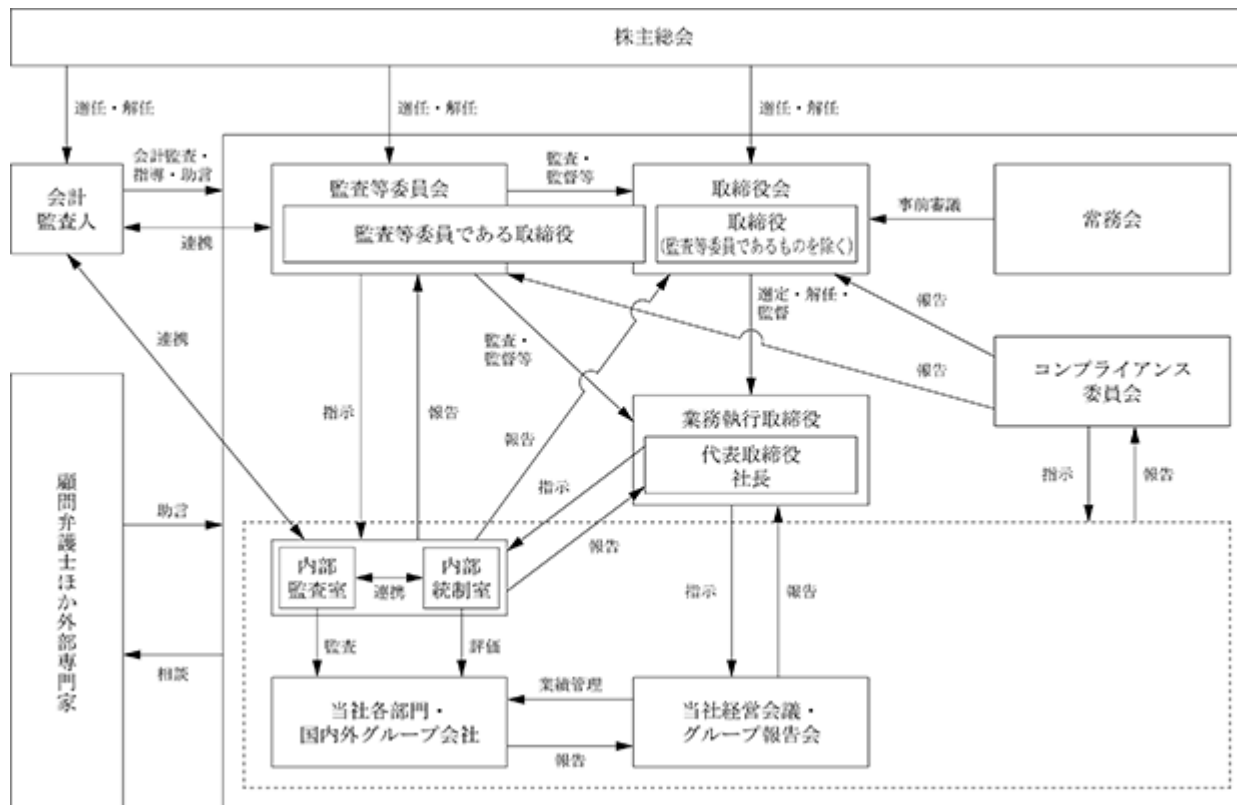 株主総会
選任・解任
選任・解任
選任・解任
会計
監査人
会計監査・
指導・助言
連携
監査等委員会
監査等委員である取締役
監査・
監督等
取締役会
取締役
(監査等委員であるものを除く)
事前審議
常務会
連携
監査・
監督等
選定・解任・
監督
報告
報告
コンプライアンス
委員会
指示
報告
報告
業務執行取締役
代表取締役
社長
指示
報告
顧問弁護士ほか外部専門家
助言
相談
指示
報告
内部
監査室
連携
内部
統制室
監査
評価
指示
報告
当社各部門・
国内外グループ会社
業績管理
報告
当社経営会議・
グループ報告会